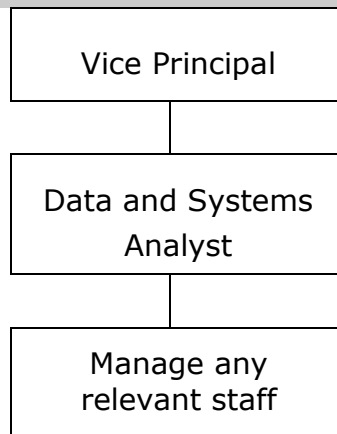 Vice Principal
Data and Systems
Analyst
Manage any
relevant staff